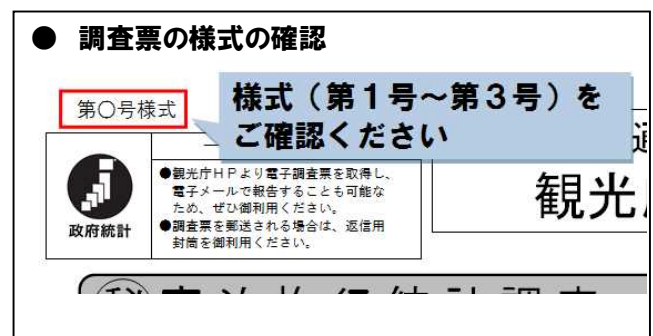 ● 調査票の様式の確認
第○号様式
様式（第１号～第３号）を
ご確認ください
●観光庁ＨＰより電子調査票を取得し、
電子メールで報告することも可能な
ため、ぜひ御利用ください。
●調査票を郵送される場合は、返信用
封筒を御利用ください。
政府統計
観光